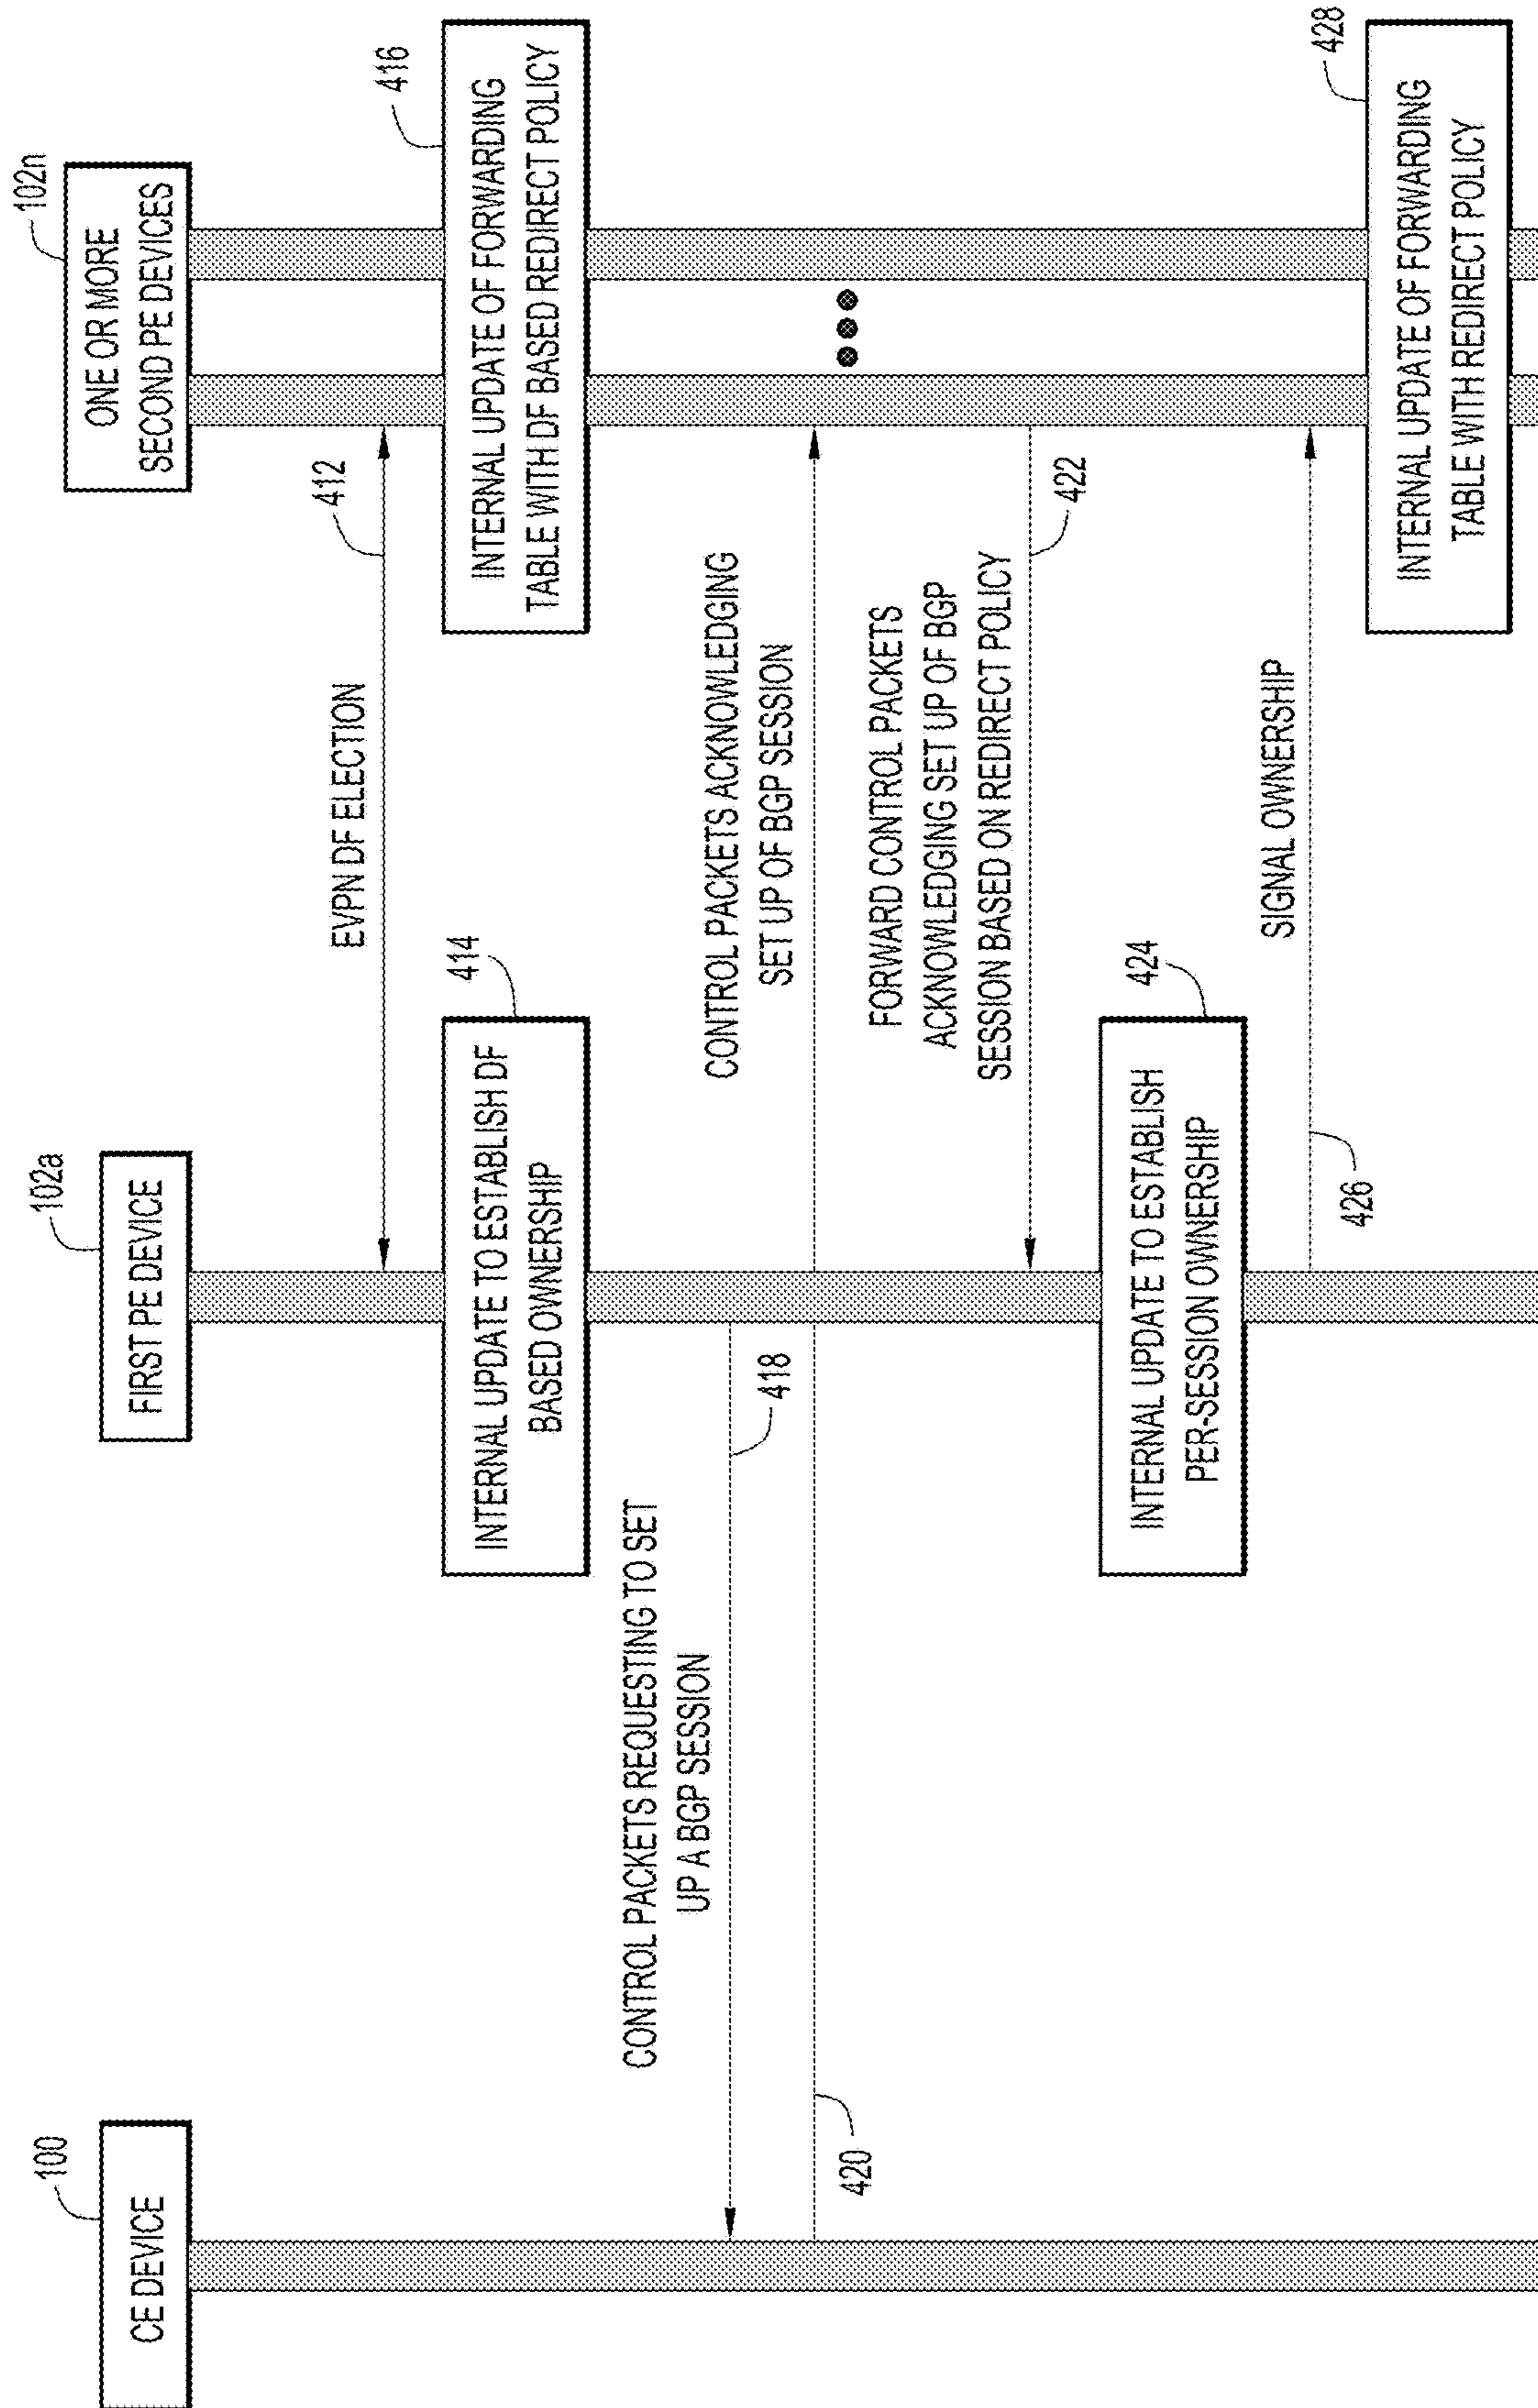 CE DEVICE
100
FIRST PE DEVICE
102a
ONE OR MORE
SECOND PE DEVICES
102n
EVPN DF ELECTION
412
INTERNAL UPDATE TO ESTABLISH DF
BASED OWNERSHIP
414
INTERNAL UPDATE OF FORWARDING
TABLE WITH DF BASED REDIRECT POLICY
416
CONTROL PACKETS REQUESTING TO SET
UP A BGP SESSION
418
CONTROL PACKETS ACKNOWLEDGING
SET UP OF BGP SESSION
420
FORWARD CONTROL PACKETS
ACKNOWLEDGING SET UP OF BGP
SESSION BASED ON REDIRECT POLICY
422
INTERNAL UPDATE TO ESTABLISH
PER-SESSION OWNERSHIP
424
SIGNAL OWNERSHIP
426
INTERNAL UPDATE OF FORWARDING
TABLE WITH REDIRECT POLICY
428